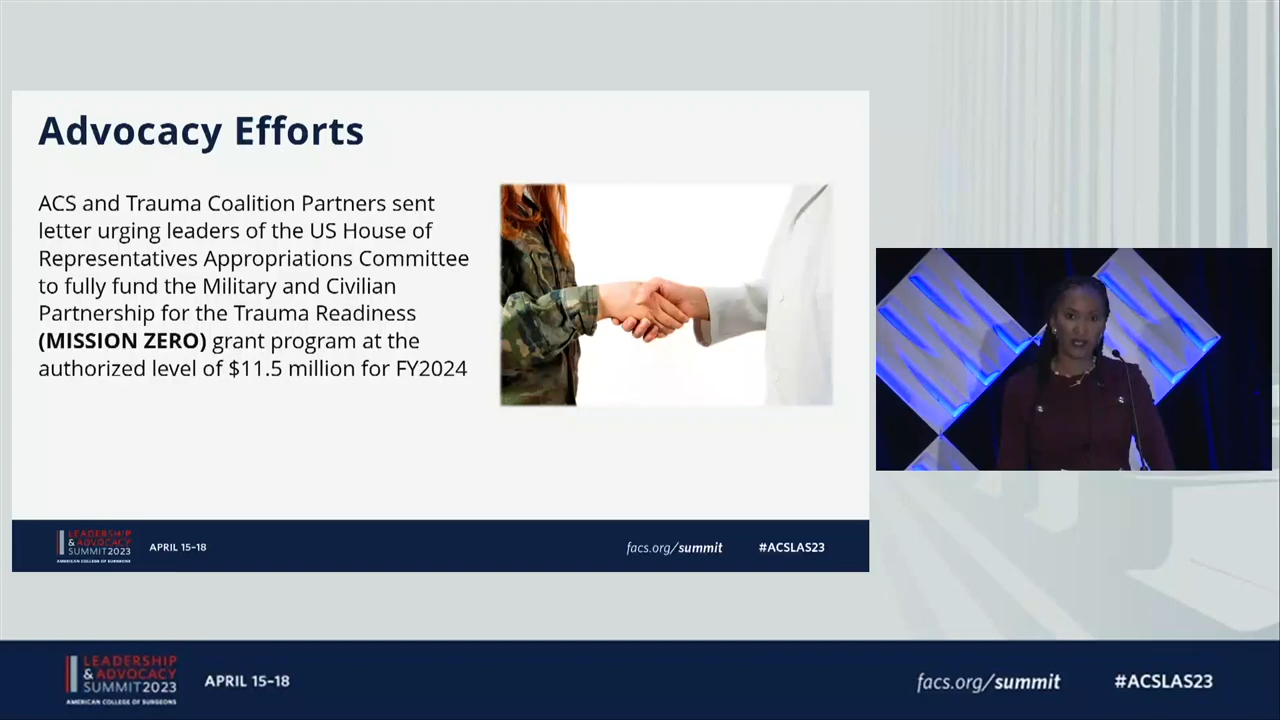 Advocacy Efforts
ACS and Trauma Coalition Partners sent
letter urging leaders of the US House of
Representatives Appropriations Committee
to fully fund the Military and Civilian
Partnership for the Trauma Readiness
(MISSION ZERO) grant program at the
authorized level of $11.5 million for FY2024
LEADERSHIP
& ADVOCACY
SUMMIT2023
AMERICAN COLLEGE OF SURGEONS
APRIL 15–18
facs.org/summit
#ACSLAS23
LEADERSHIP
& ADVOCACY
SUMMIT2023
AMERICAN COLLEGE OF SURGEONS
APRIL 15–18
facs.org/summit
#ACSLAS23